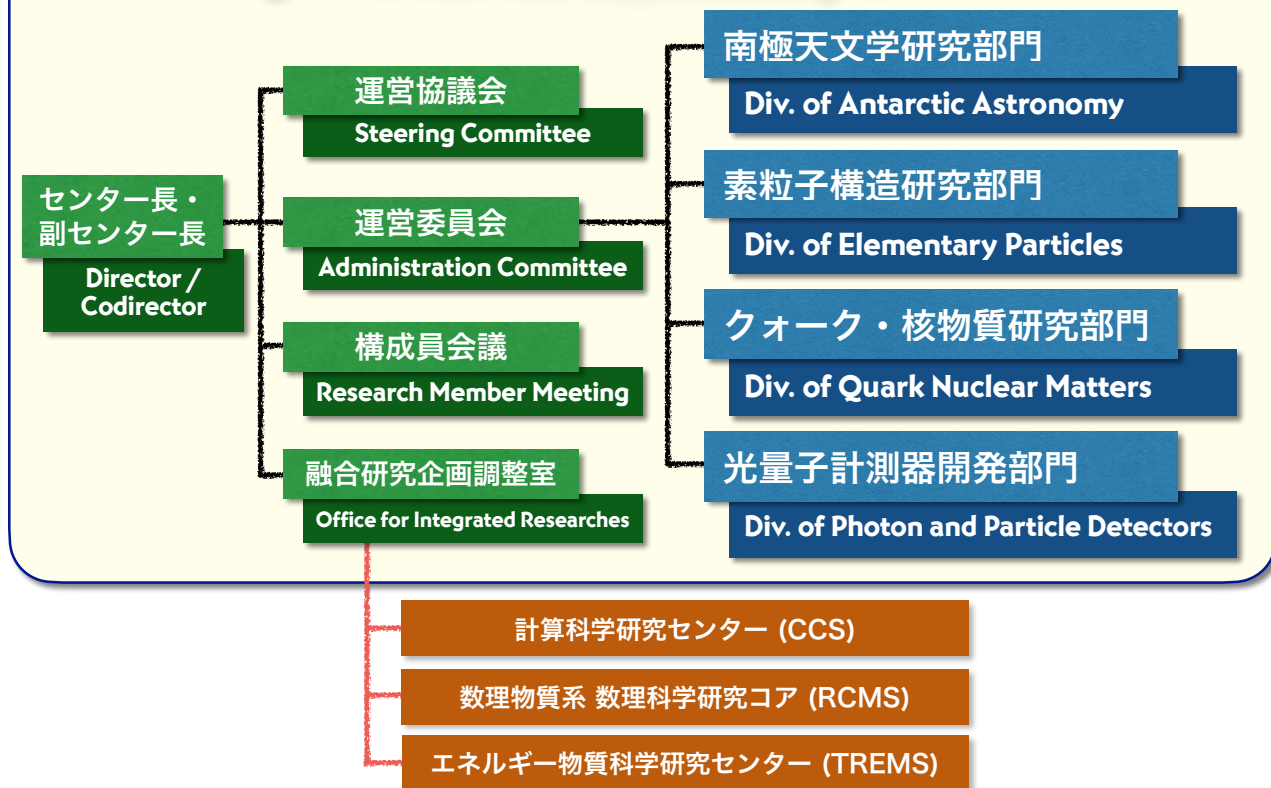 センター長・
副センター長
Director /
Codirector
運営協議会
Steering Committee
運営委員会
Administration Committee
構成員会議
Research Member Meeting
融合研究企画調整室
Office for Integrated Researches
南極天文学研究部門
Div. of Antarctic Astronomy
素粒子構造研究部門
Div. of Elementary Particles
クォーク・核物質研究部門
Div. of Quark Nuclear Matters
光量子計測器開発部門
Div. of Photon and Particle Detectors
計算科学研究センター (CCS)
数理物質系 数理科学研究コア (RCMS)
エネルギー物質科学研究センター (TREMS)